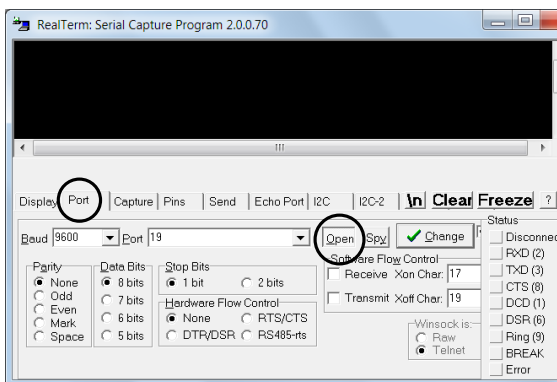 RealTerm: Serial Capture Program 2.0.0.70
Display Port Capture Pins Send Echo Port I2C I2C-2 \n Clear Freeze ?
Baud 9600 Port 19 Open Spy Change
Parity
None
Odd
Even
Mark
Space
Data Bits
8 bits
7 bits
6 bits
5 bits
Stop Bits
1 bit 2 bits
Hardware Flow Control
None RTS/CTS
DTR/DSR RS485-rts
Software Flow Control
Receive Xon Char: 17
Transmit Xoff Char: 19
Winsock is:
Raw
Telnet
Status
Disconnec
RXD (2)
TXD (3)
CTS (8)
DCD (1)
DSR (6)
Ring (9)
BREAK
Error